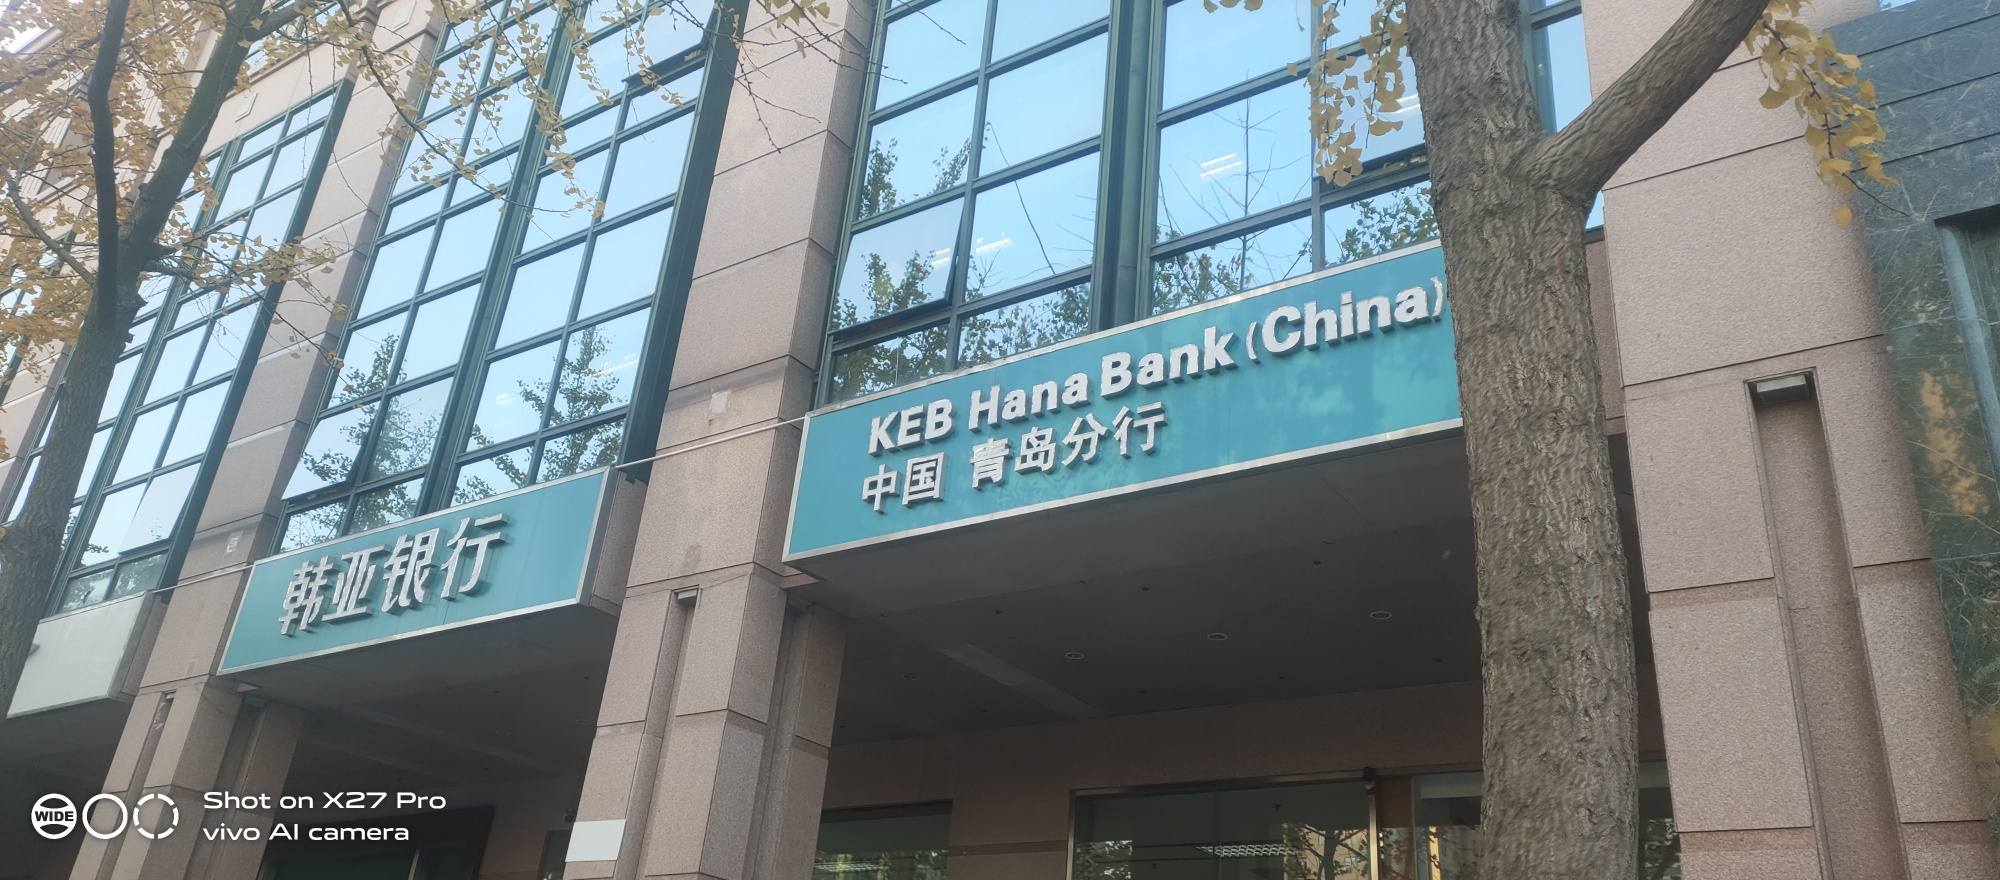 韩亚银行
KEB Hana Bank (China)
中国 青岛分行
WIDE
Shot on X27 Pro
vivo AI camera